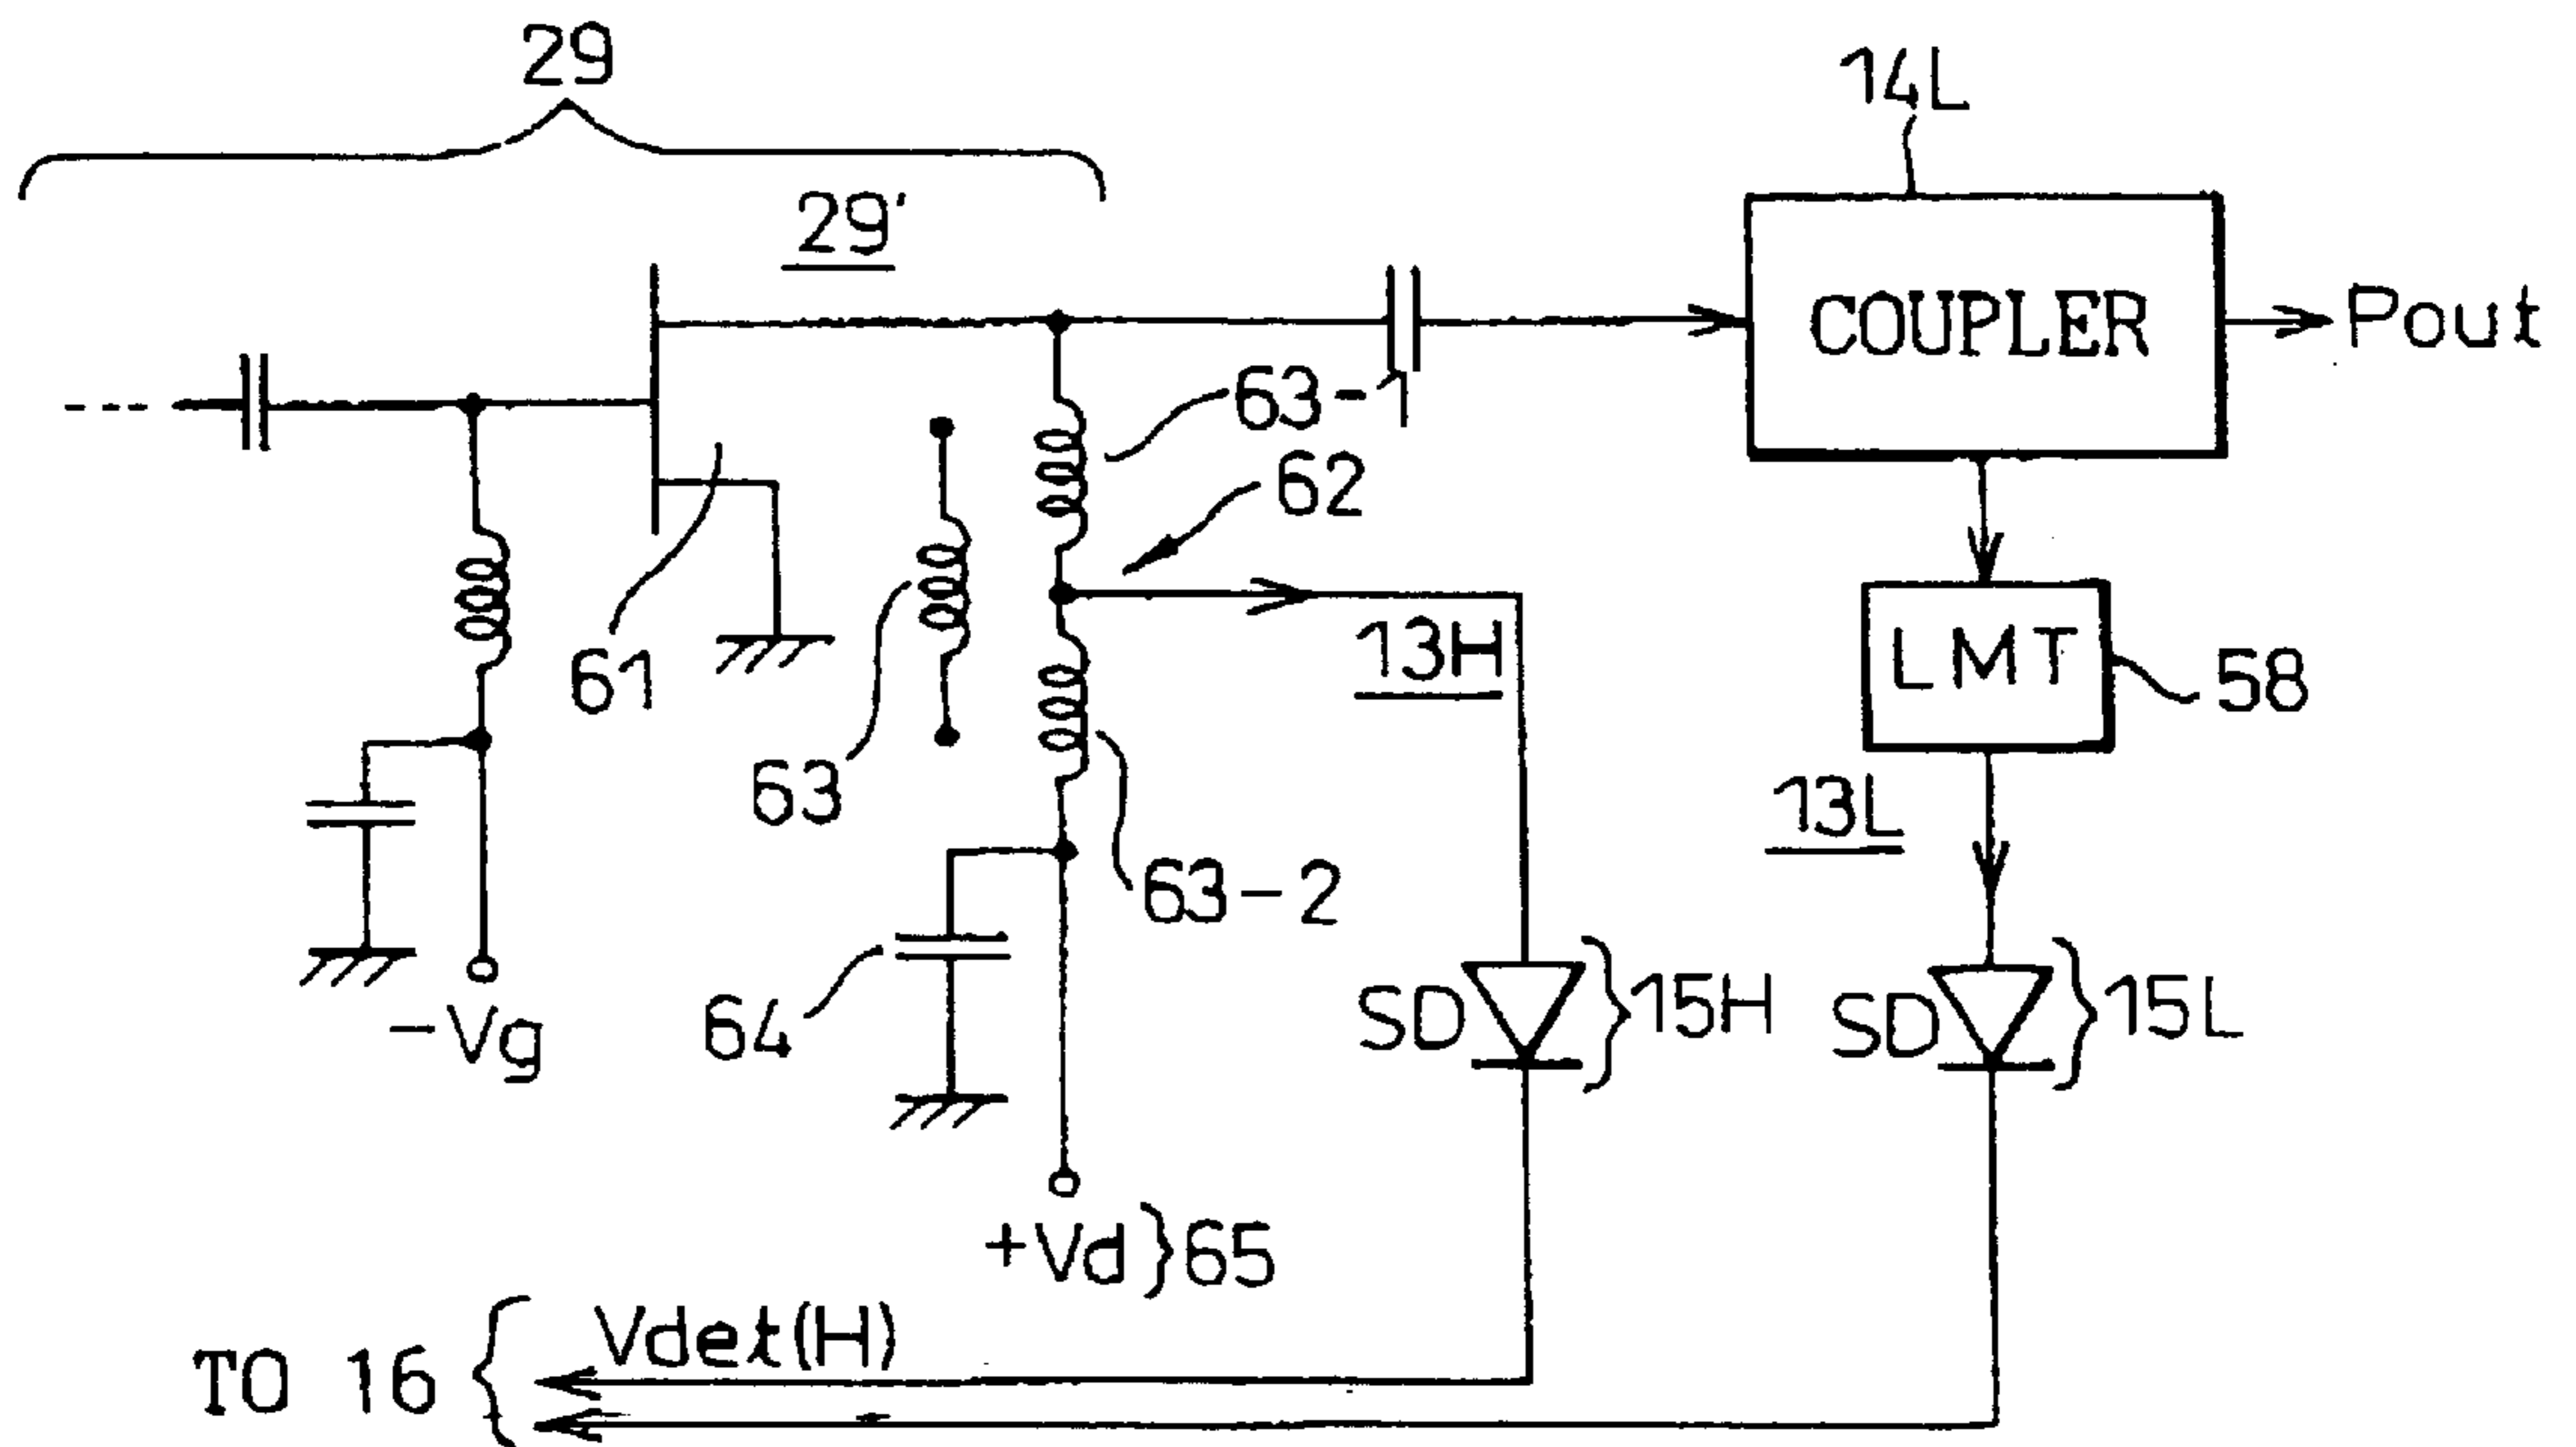 29
14L
29'
COUPLER
Pout
63-1
62
13H
LMT
58
61
63
13L
63-2
-Vg
64
SD
15H
SD
15L
+Vd
65
Vdet(H)
TO 16